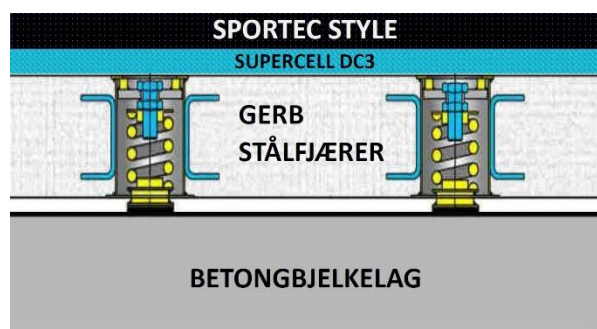 SPORTEC STYLE
SUPERCELL DC3
GERB
STÅLFJÆRER
BETONGBJELKELAG